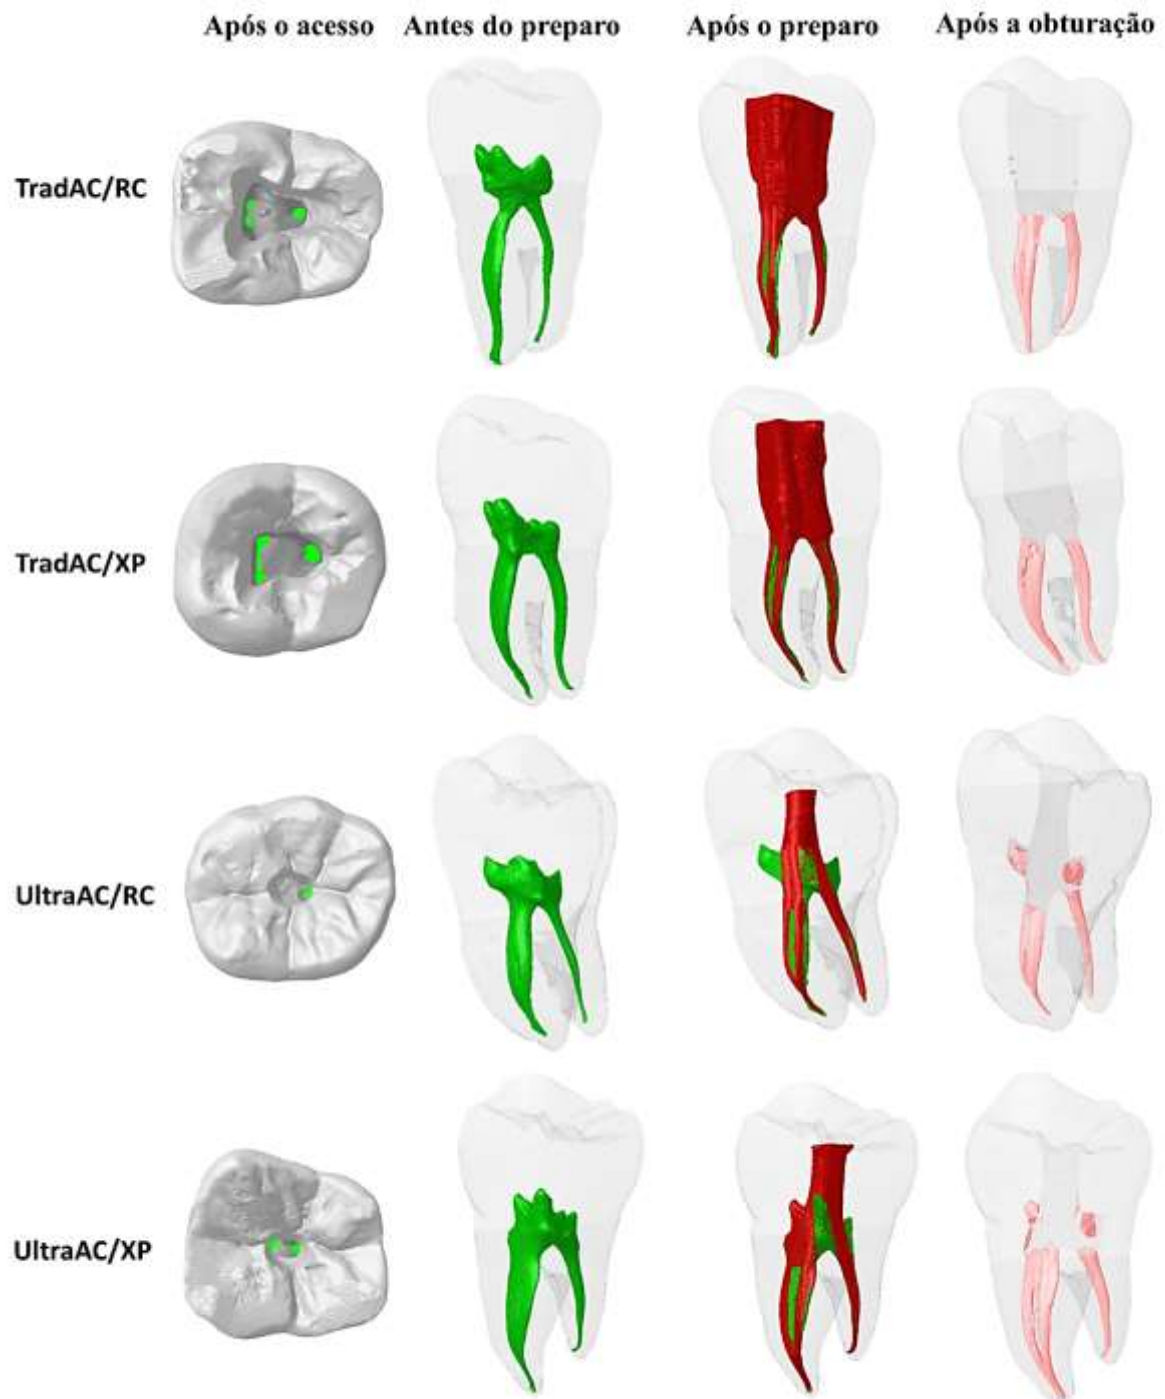 Após o acesso Antes do preparo Após o preparo Após a obturação
TradAC/RC
TradAC/XP
UltraAC/RC
UltraAC/XP